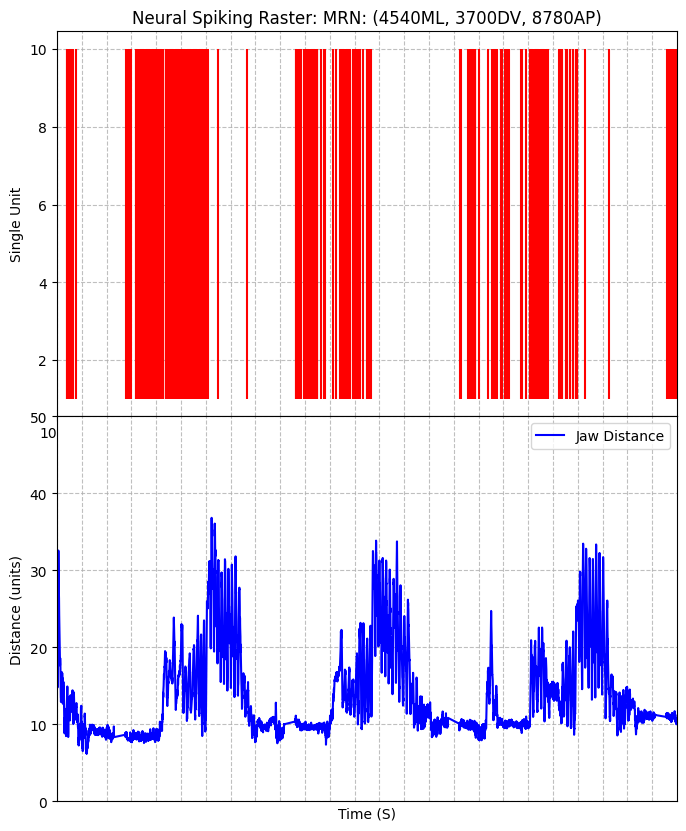 Neural Spiking Raster: MRN: (4540ML, 3700DV, 8780AP)
10
8
6
4
2
Single Unit
50
10
40
30
20
10
0
Distance (units)
Jaw Distance
Time (S)